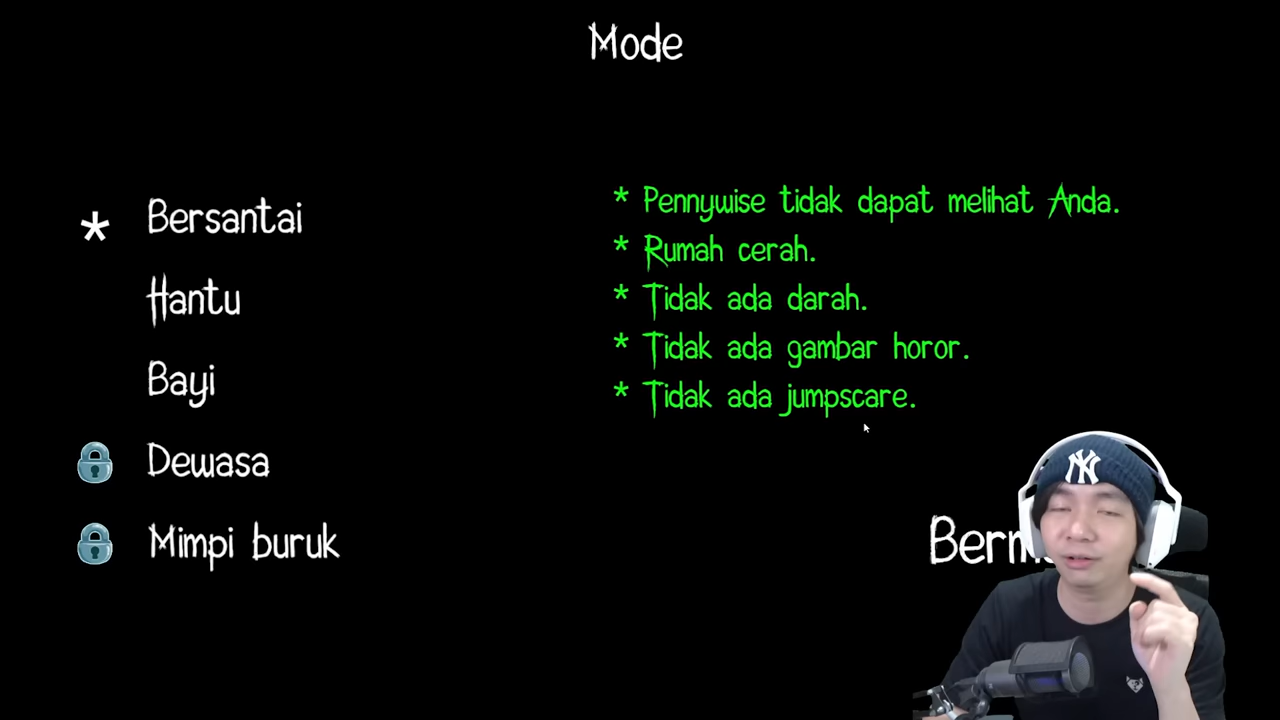 Mode
Bersantai
Hantu
Bayi
Dewasa
Mimpi buruk
* Pennywise tidak dapat melihat Anda.
* Rumah cerah.
* Tidak ada darah.
* Tidak ada gambar horor.
* Tidak ada jumpscare.
NY